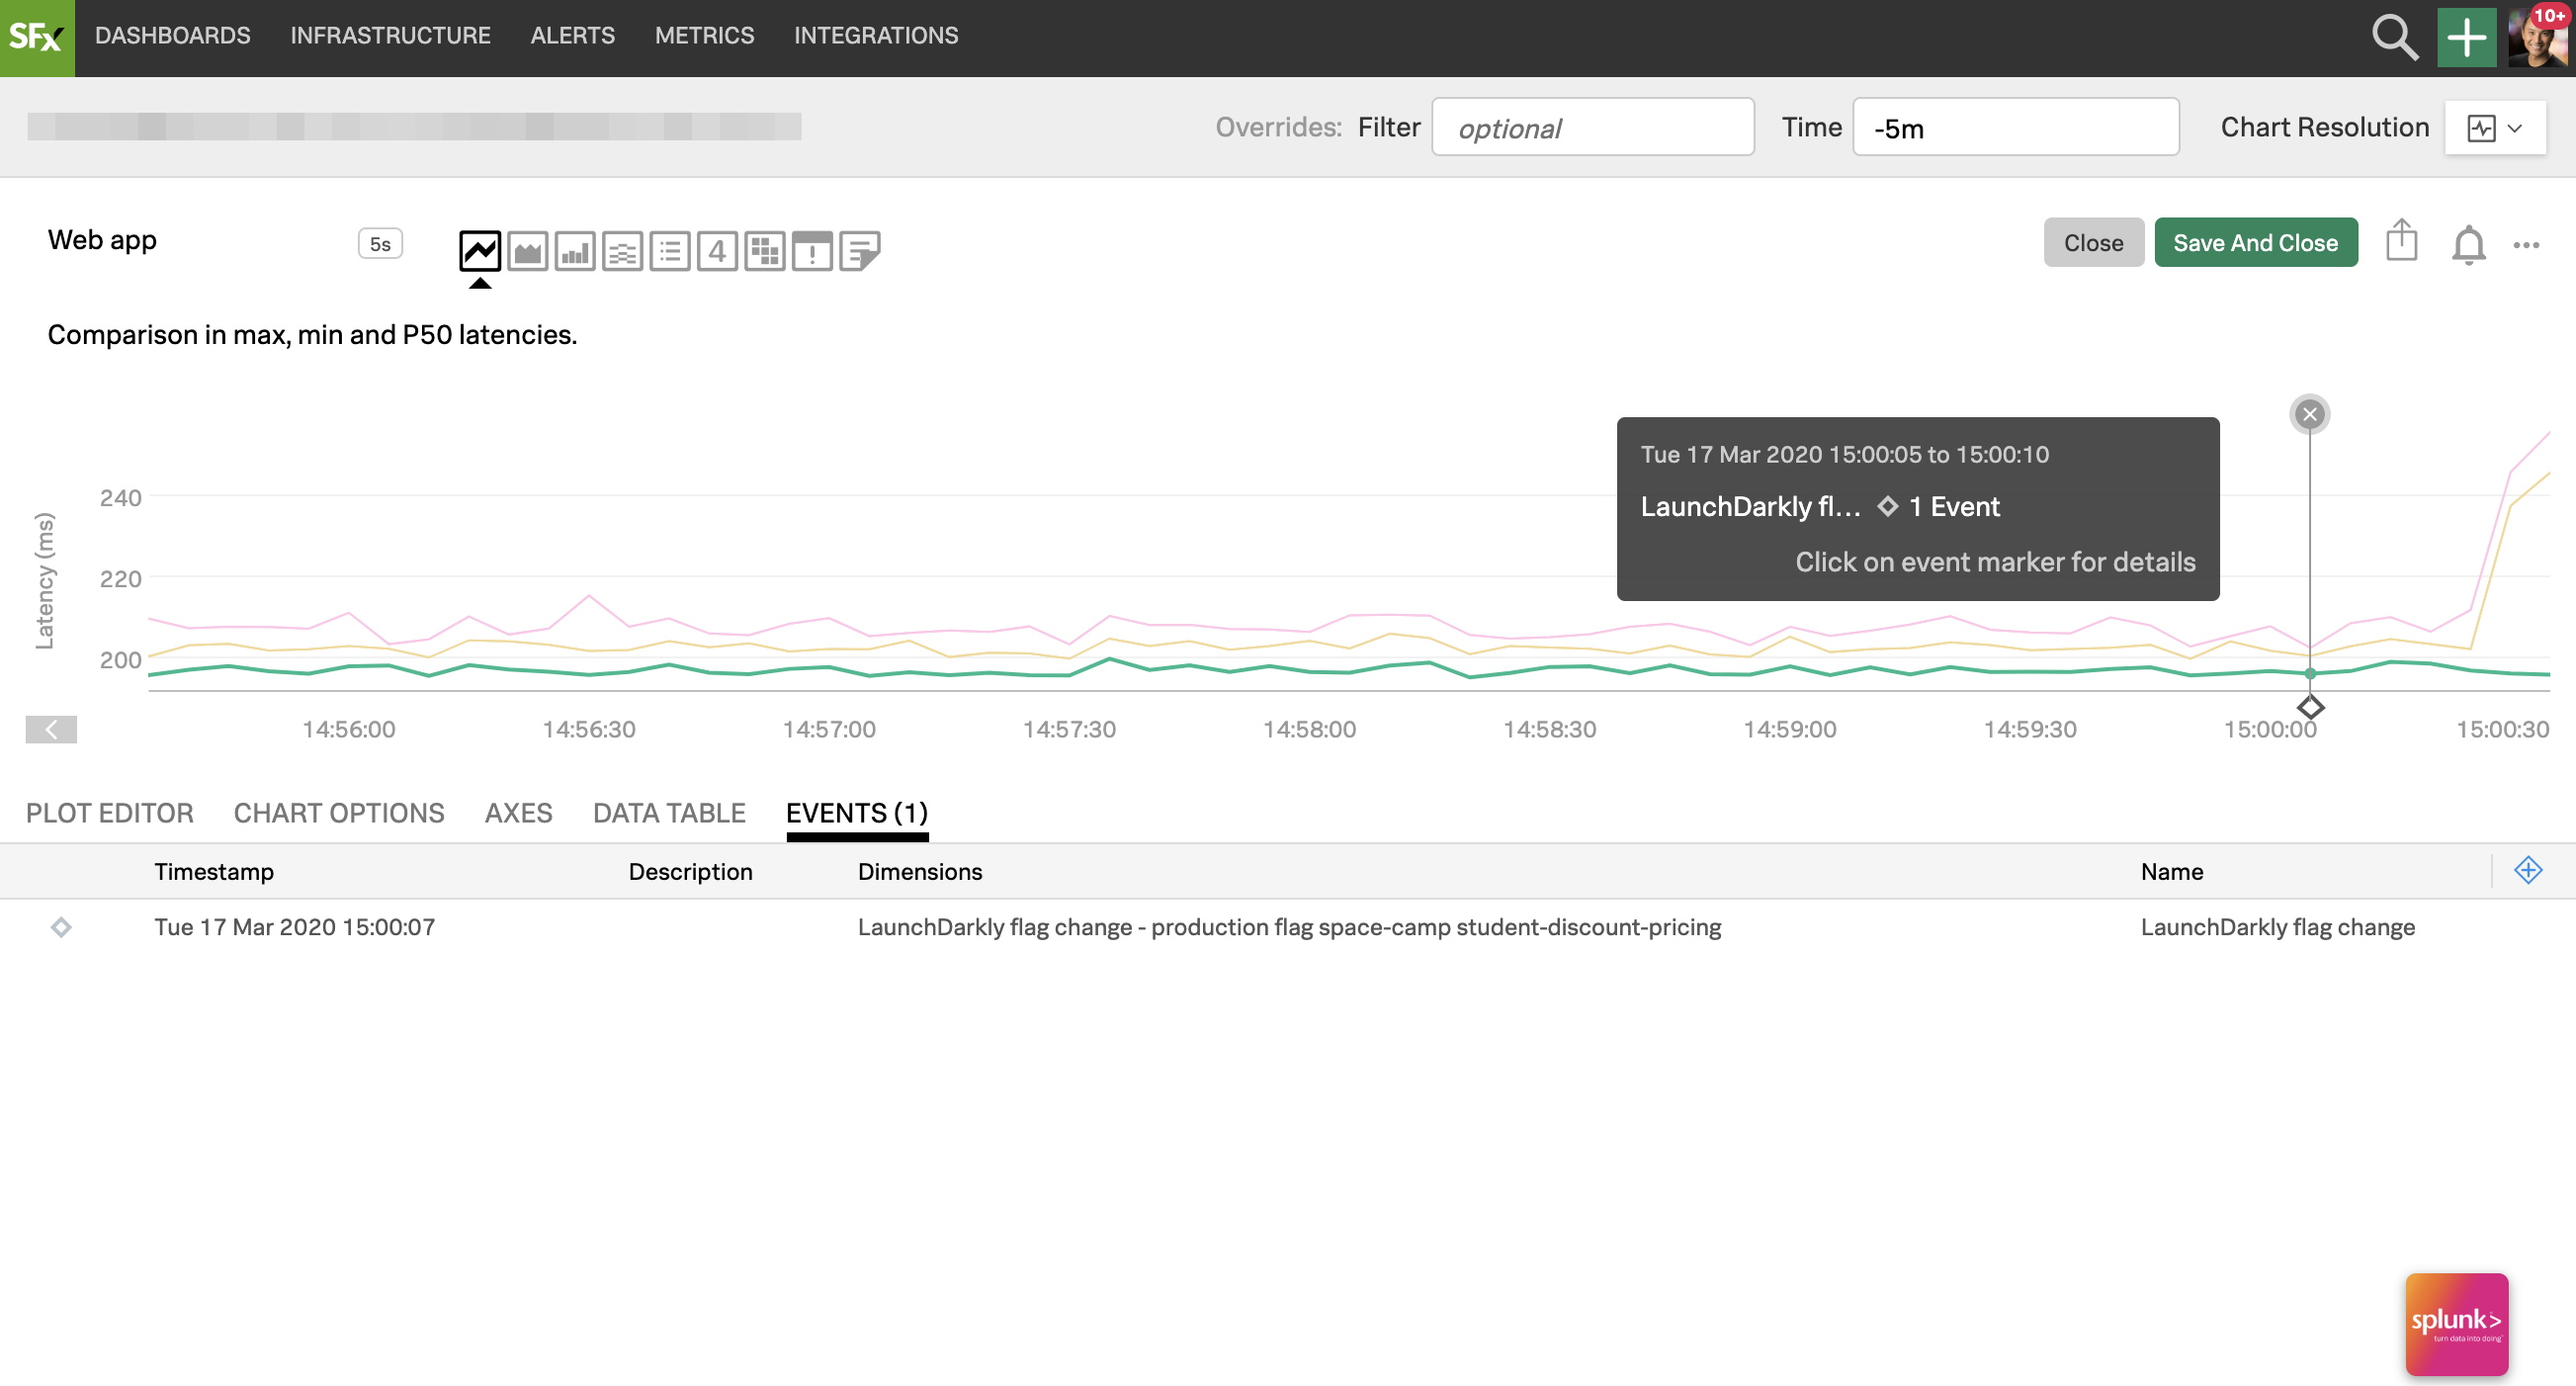 SFx DASHBOARDS INFRASTRUCTURE ALERTS METRICS INTEGRATIONS 10+
Overrides: Filter optional Time -5m Chart Resolution
Web app 5s 4 Close Save And Close
Comparison in max, min and P50 latencies.
Tue 17 Mar 2020 15:00:05 to 15:00:10
LaunchDarkly fl... 1 Event
Click on event marker for details
Latency (ms)
240
220
200
14:56:00 14:56:30 14:57:00 14:57:30 14:58:00 14:58:30 14:59:00 14:59:30 15:00:00 15:00:30
PLOT EDITOR CHART OPTIONS AXES DATA TABLE EVENTS (1)
Timestamp Description Dimensions Name
Tue 17 Mar 2020 15:00:07 LaunchDarkly flag change - production flag space-camp student-discount-pricing LaunchDarkly flag change
splunk>
turn data into doing